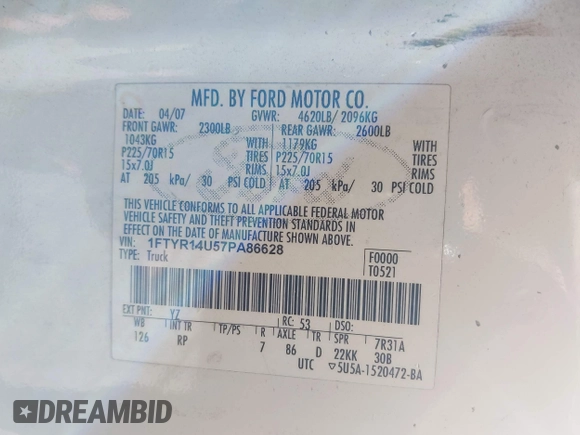 MFD. BY FORD MOTOR CO.
DATE: 04/07 GVWR: 4620LB/ 2096KG
FRONT GAWR: 2300LB REAR GAWR: 2600LB
1043KG WITH 1179KG WITH
P225/70R15 TIRES P225/70R15 TIRES
15x7.0J RIMS 15x7.0J RIMS
AT 205 kPa/ 30 PSI COLD AT 205 kPa/ 30 PSI COLD
THIS VEHICLE CONFORMS TO ALL APPLICABLE FEDERAL MOTOR
VEHICLE SAFETY AND THEFT PREVENTION STANDARDS IN EFFECT
ON THE DATE OF MANUFACTURE SHOWN ABOVE.
VIN: 1FTYR14U57PA86628 F0000
TYPE: Truck T0521
EXT PNT: YZ RC: 53 DSO:
WB INT TR TP/PS R AXLE TR SPR 7R31A
126 RP 7 86 D 22KK 30B
UTC ▽5U5A-1520472-BA
DREAMBID